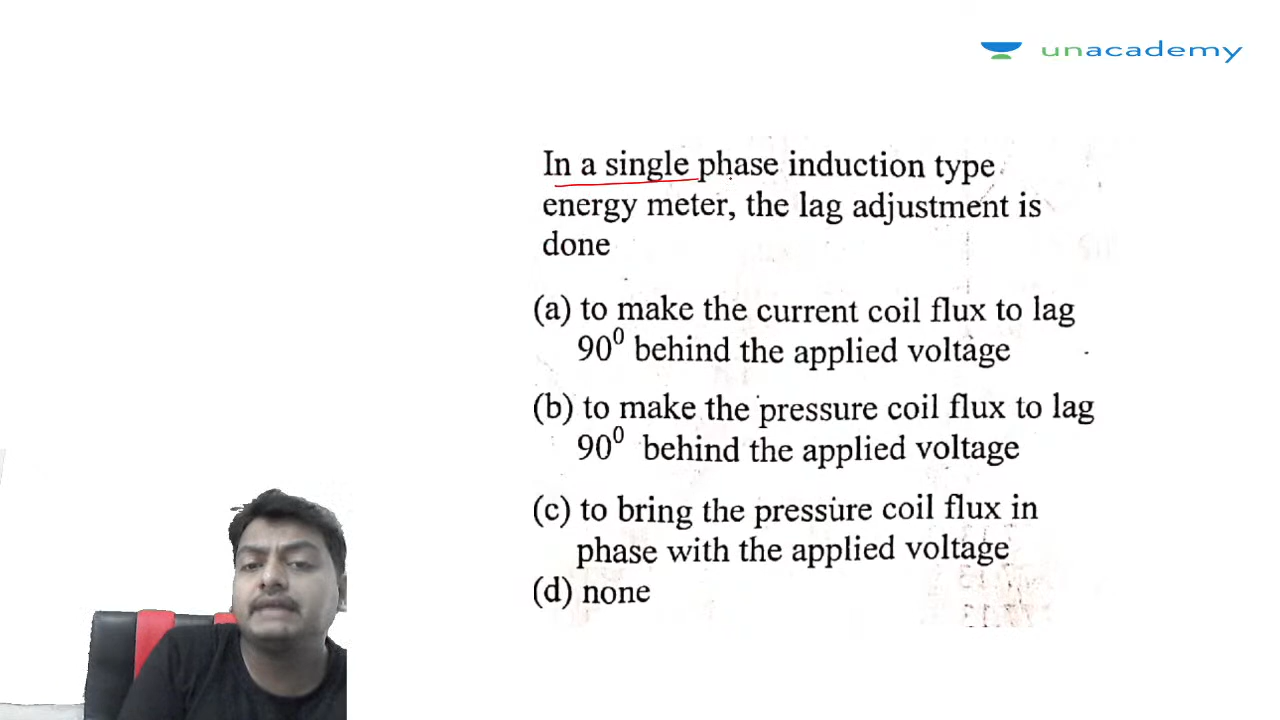 unacademy
In a single phase induction type
energy meter, the lag adjustment is
done
(a) to make the current coil flux to lag
90⁰ behind the applied voltage
(b) to make the pressure coil flux to lag
90⁰ behind the applied voltage
(c) to bring the pressure coil flux in
phase with the applied voltage
(d) none